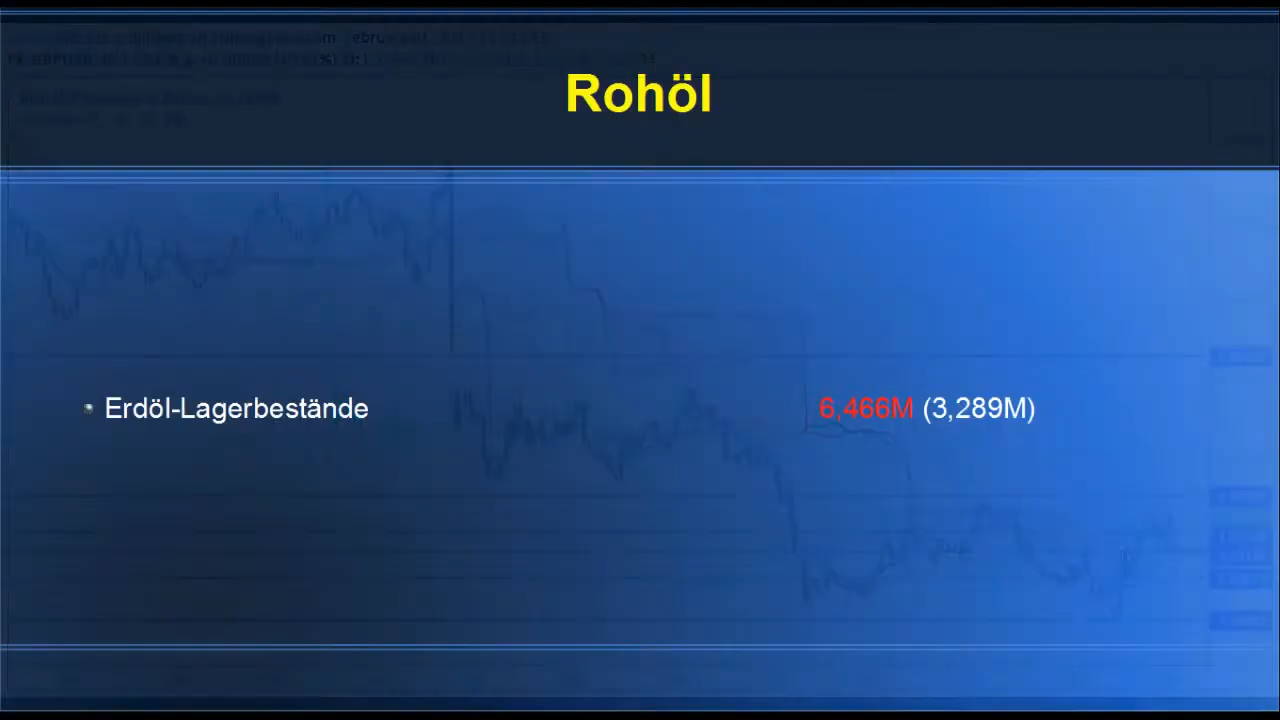 Rohöl
• Erdöl-Lagerbestände 6,466M (3,289M)